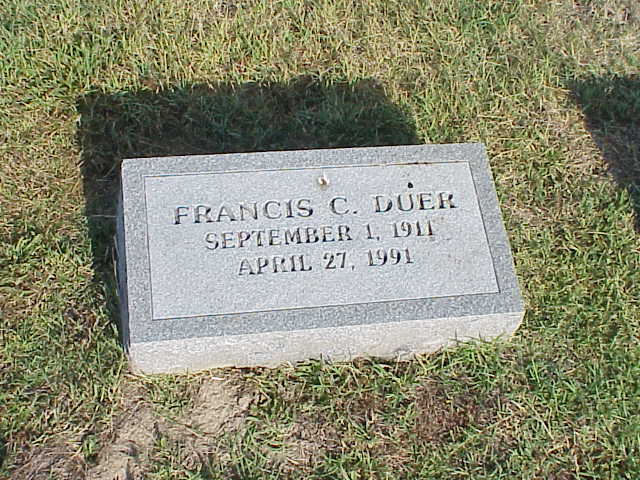 FRANCIS C. DUER
SEPTEMBER 1, 1911
APRIL 27, 1991